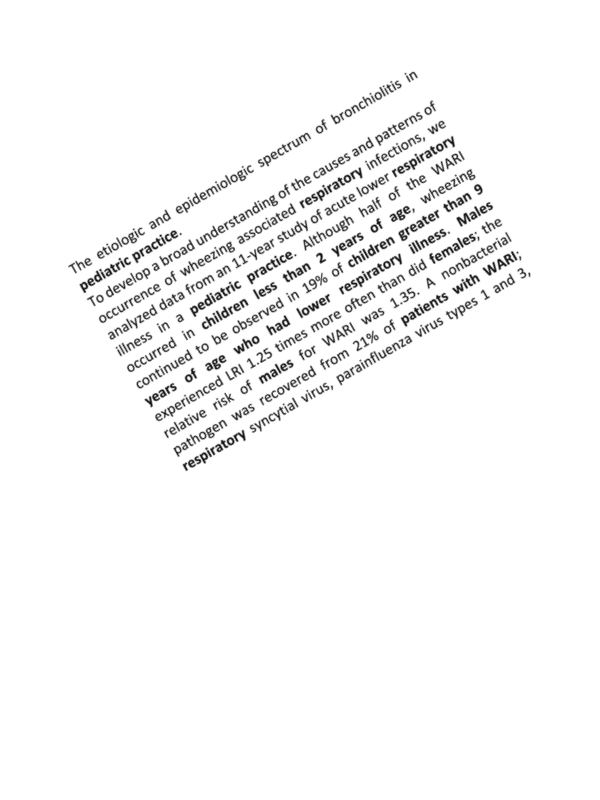 The etiologic and epidemiologic spectrum of bronchiolitis in
pediatric practice.
To develop a broad understanding of the causes and patterns of
occurrence of wheezing associated respiratory infections, we
analyzed data from an 11-year study of acute lower respiratory
illness in a pediatric practice. Although half of the WARI
occurred in children less than 2 years of age, wheezing
continued to be observed in 19% of children greater than 9
years of age who had lower respiratory illness. Males
experienced LRI 1.25 times more often than did females; the
relative risk of males for WARI was 1.35. A nonbacterial
pathogen was recovered from 21% of patients with WARI;
respiratory syncytial virus, parainfluenza virus types 1 and 3,